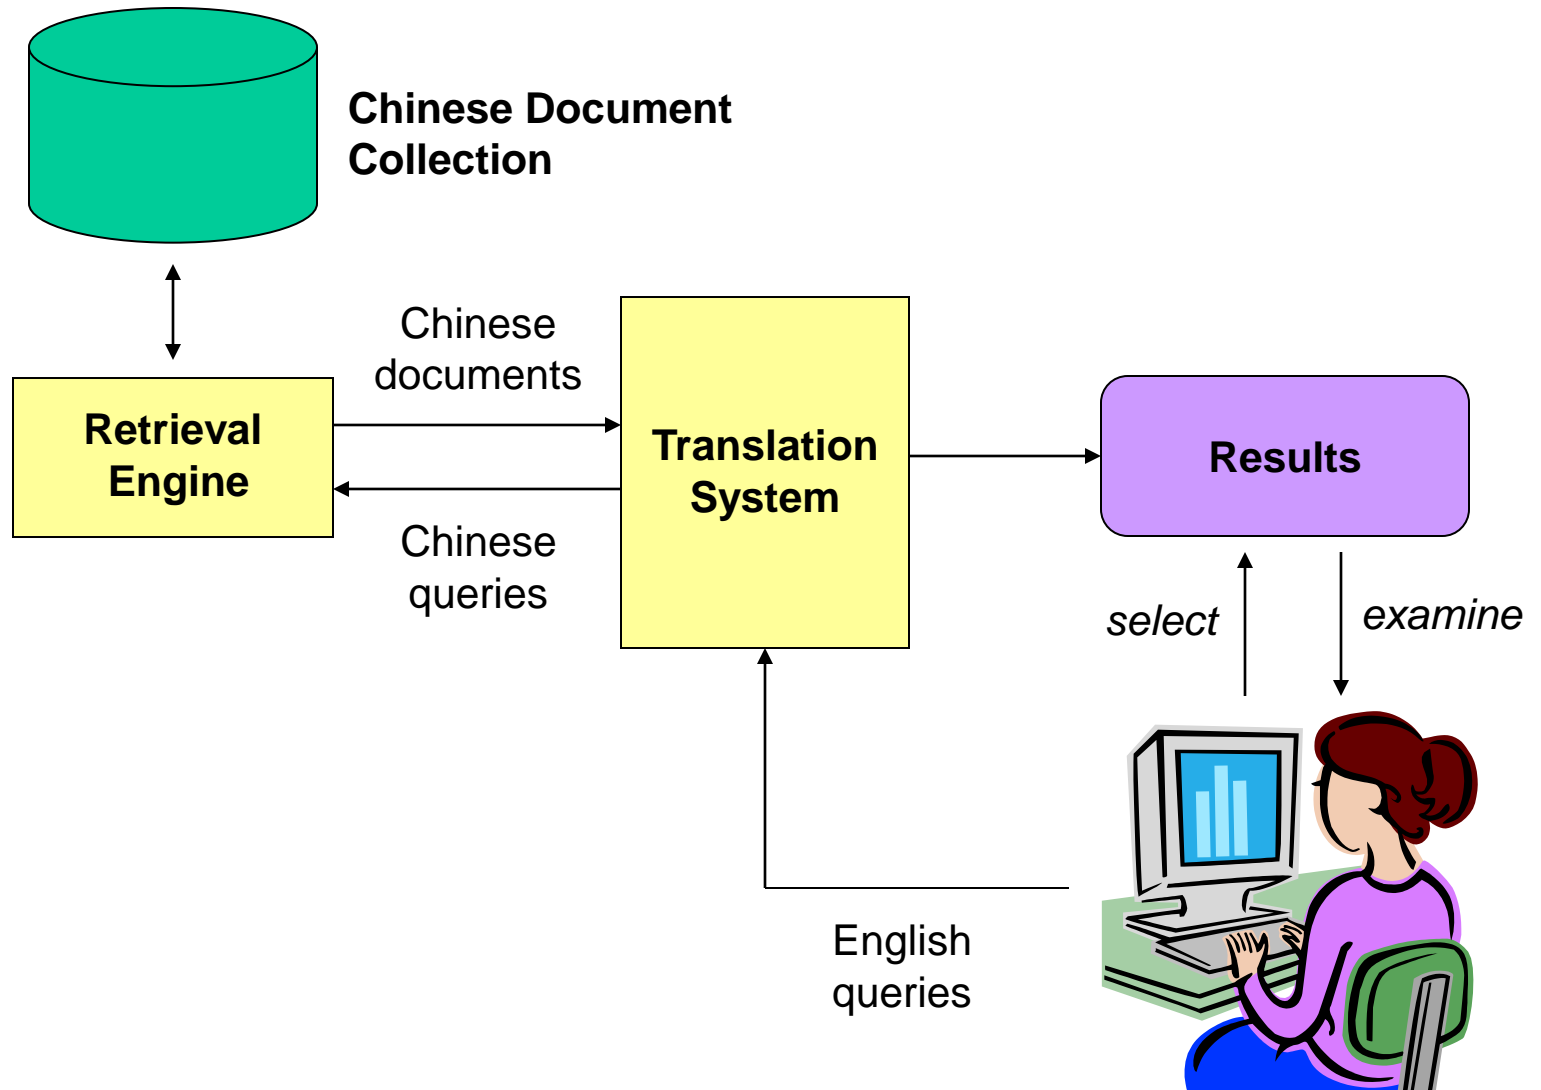 Chinese Document
Collection
Chinese
documents
Retrieval
Engine
Translation
System
Results
Chinese
queries
select
examine
English
queries